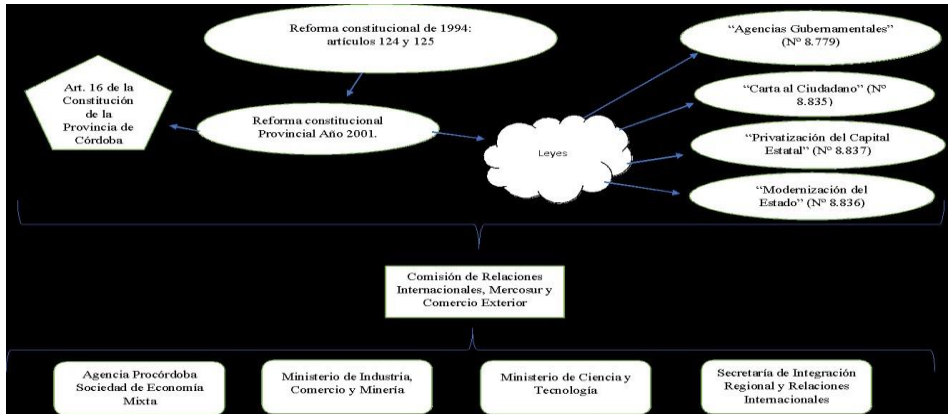 Reforma constitucional de 1994:
artículos 124 y 125
"Agencias Gubernamentales"
(Nº 8.779)
Art. 16 de la
Constitución
de la
Provincia de
Córdoba
Reforma constitucional
Provincial Año 2001.
Leyes
"Carta al Ciudadano" (Nº
8.835)
"Privatización del Capital
Estatal" (Nº 8.837)
"Modernización del
Estado" (Nº 8.836)
Comisión de Relaciones
Internacionales, Mercosur y
Comercio Exterior
Agencia Procórdoba
Sociedad de Economía
Mixta
Ministerio de Industria,
Comercio y Minería
Ministerio de Ciencia y
Tecnología
Secretaría de Integración
Regional y Relaciones
Internacionales